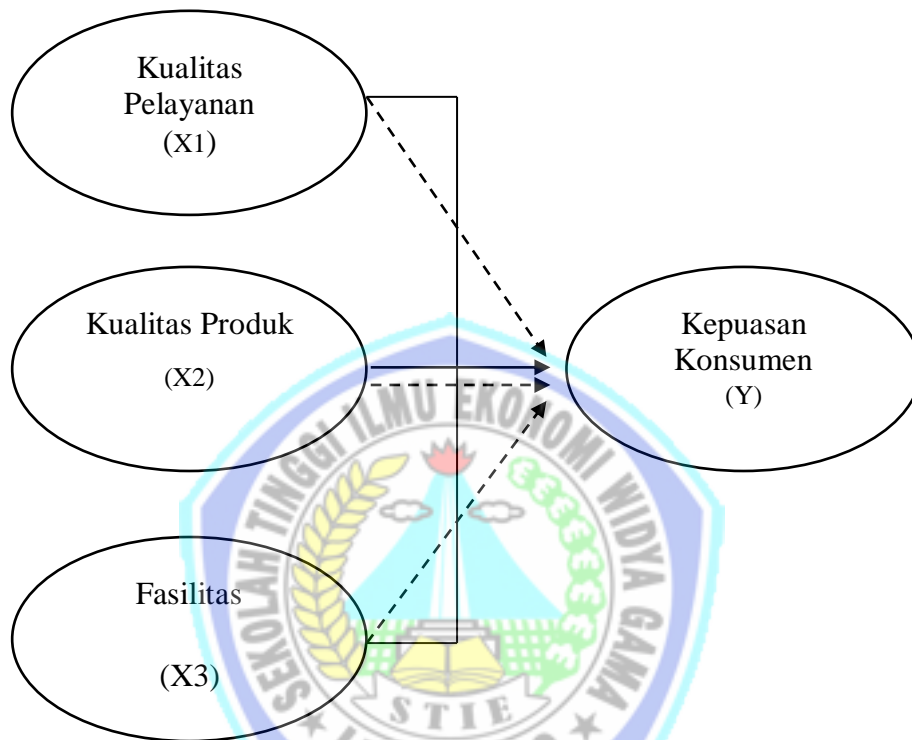 Kualitas
Pelayanan
(X1)
Kualitas Produk
(X2)
Kepuasan
Konsumen
(Y)
Fasilitas
(X3)
SEKOLAH TINGGI ILMU EKONOMI WIDYA GAMA
STIE